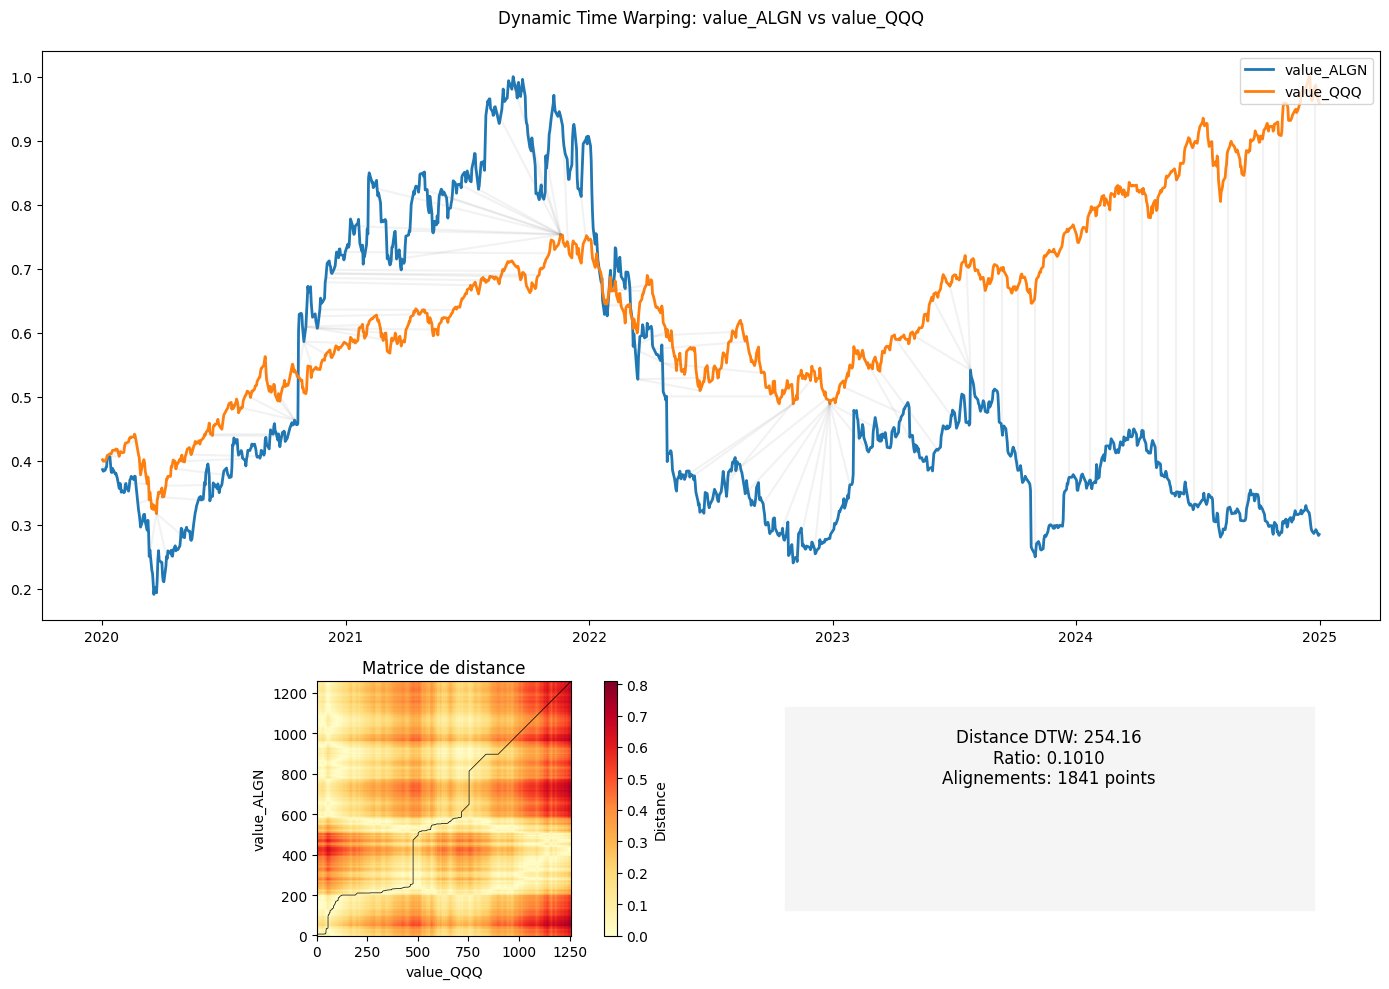 Dynamic Time Warping: value_ALGN vs value_QQQ
value_ALGN
value_QQQ
1.0
0.9
0.8
0.7
0.6
0.5
0.4
0.3
0.2
2020 2021 2022 2023 2024 2025
Matrice de distance
1200
1000
800
600
400
200
0
value_ALGN
0 250 500 750 1000 1250
value_QQQ
0.8
0.7
0.6
0.5
0.4
0.3
0.2
0.1
0.0
Distance
Distance DTW: 254.16
Ratio: 0.1010
Alignements: 1841 points